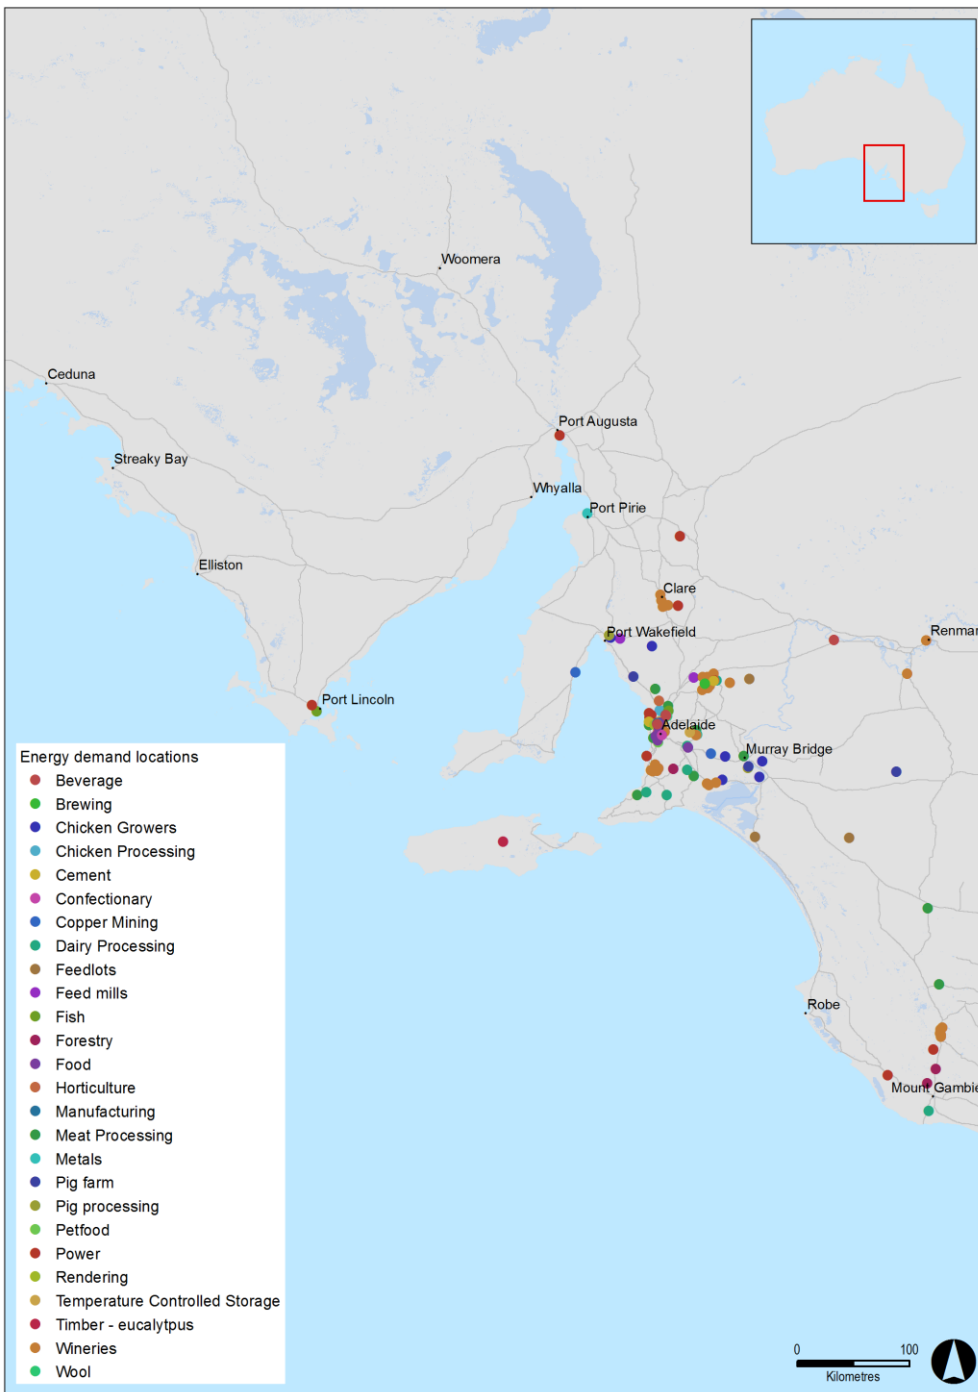 Woomera
Ceduna
Port Augusta
Streaky Bay
Whyalla
Port Pirie
Elliston
Clare
Port Wakefield
Renmar
Port Lincoln
Adelaide
Murray Bridge
Robe
Mount Gambie
Energy demand locations
Beverage
Brewing
Chicken Growers
Chicken Processing
Cement
Confectionary
Copper Mining
Dairy Processing
Feedlots
Feed mills
Fish
Forestry
Food
Horticulture
Manufacturing
Meat Processing
Metals
Pig farm
Pig processing
Petfood
Power
Rendering
Temperature Controlled Storage
Timber - eucalytpus
Wineries
Wool
0 100
Kilometres